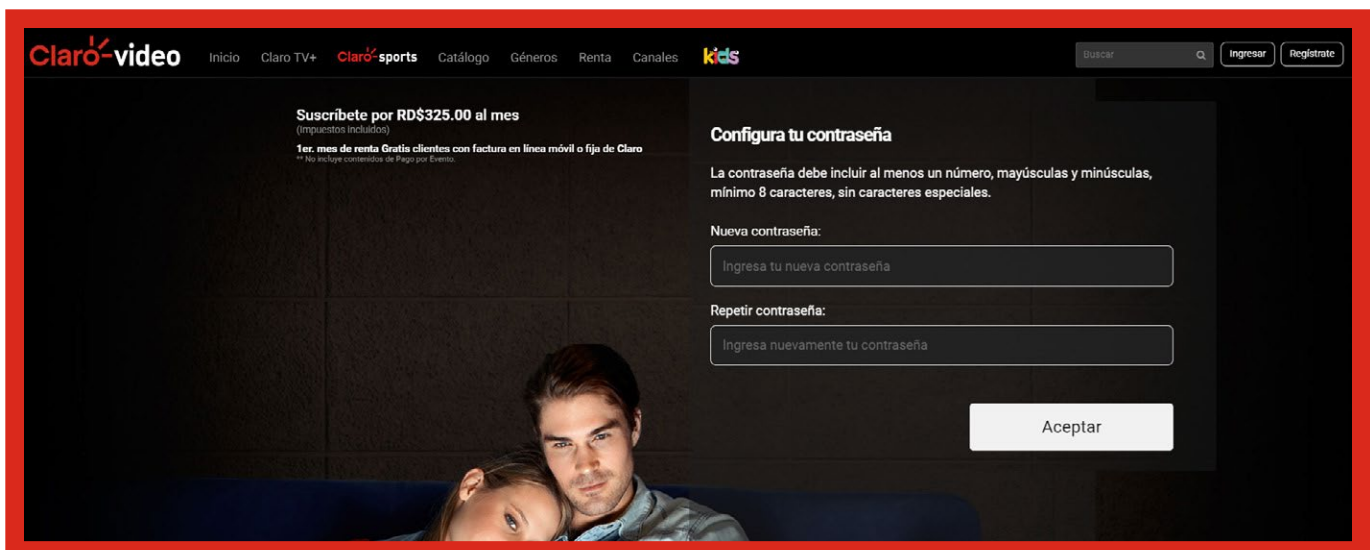 Claro-video
Inicio Claro TV+ Claro-sports Catálogo Géneros Renta Canales kids
Buscar Ingresar Regístrate
Suscríbete por RD$325.00 al mes
(Impuestos incluidos)
1er. mes de renta Gratis clientes con factura en línea móvil o fija de Claro
** No incluye contenidos de Pago por Evento.
Configura tu contraseña
La contraseña debe incluir al menos un número, mayúsculas y minúsculas,
mínimo 8 caracteres, sin caracteres especiales.
Nueva contraseña:
Ingresa tu nueva contraseña
Repetir contraseña:
Ingresa nuevamente tu contraseña
Aceptar